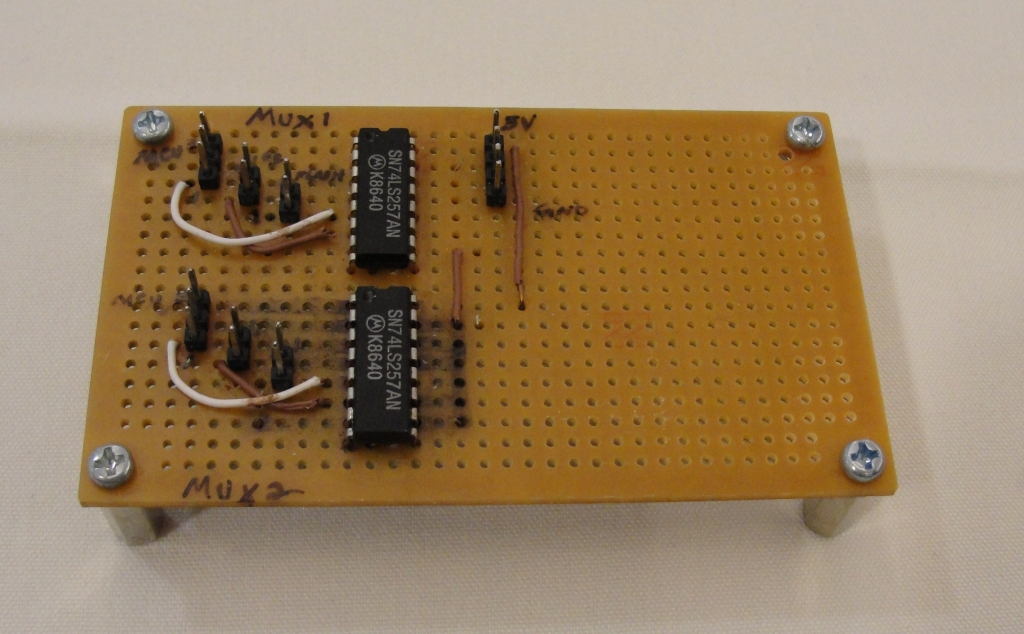 MUX1
5V
SN74LS257AN
K8640
GND
SN74LS257AN
K8640
MUX2